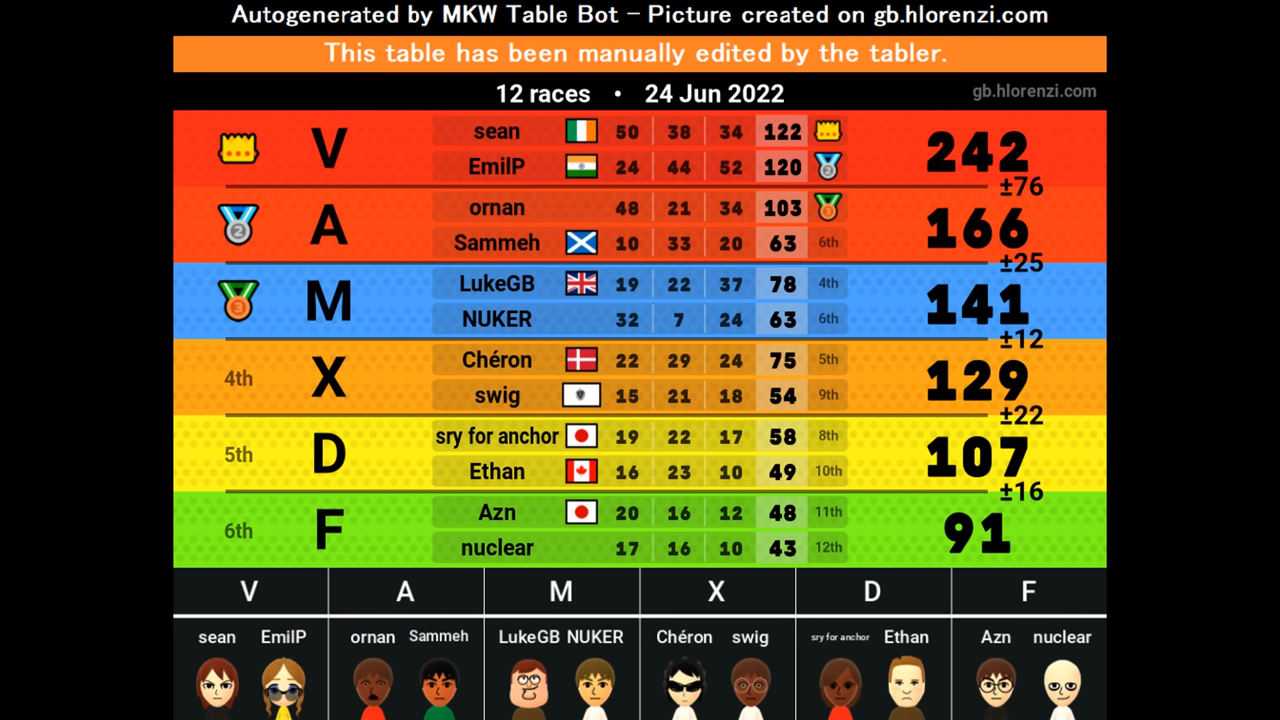 Autogenerated by MKW Table Bot – Picture created on gb.hlorenzi.com
This table has been manually edited by the tabler.
12 races • 24 Jun 2022 gb.hlorenzi.com
V sean 50 38 34 122 242
EmilP 24 44 52 120 2
±76
2 A ornan 48 21 34 103 3 166
Sammeh 10 33 20 63 6th
±25
3 M LukeGB 19 22 37 78 4th 141
NUKER 32 7 24 63 6th
±12
4th X Chéron 22 29 24 75 5th 129
swig 15 21 18 54 9th
±22
5th D sry for anchor 19 22 17 58 8th 107
Ethan 16 23 10 49 10th
±16
6th F Azn 20 16 12 48 11th 91
nuclear 17 16 10 43 12th
V A M X D F
sean EmilP ornan Sammeh LukeGB NUKER Chéron swig sry for anchor Ethan Azn nuclear